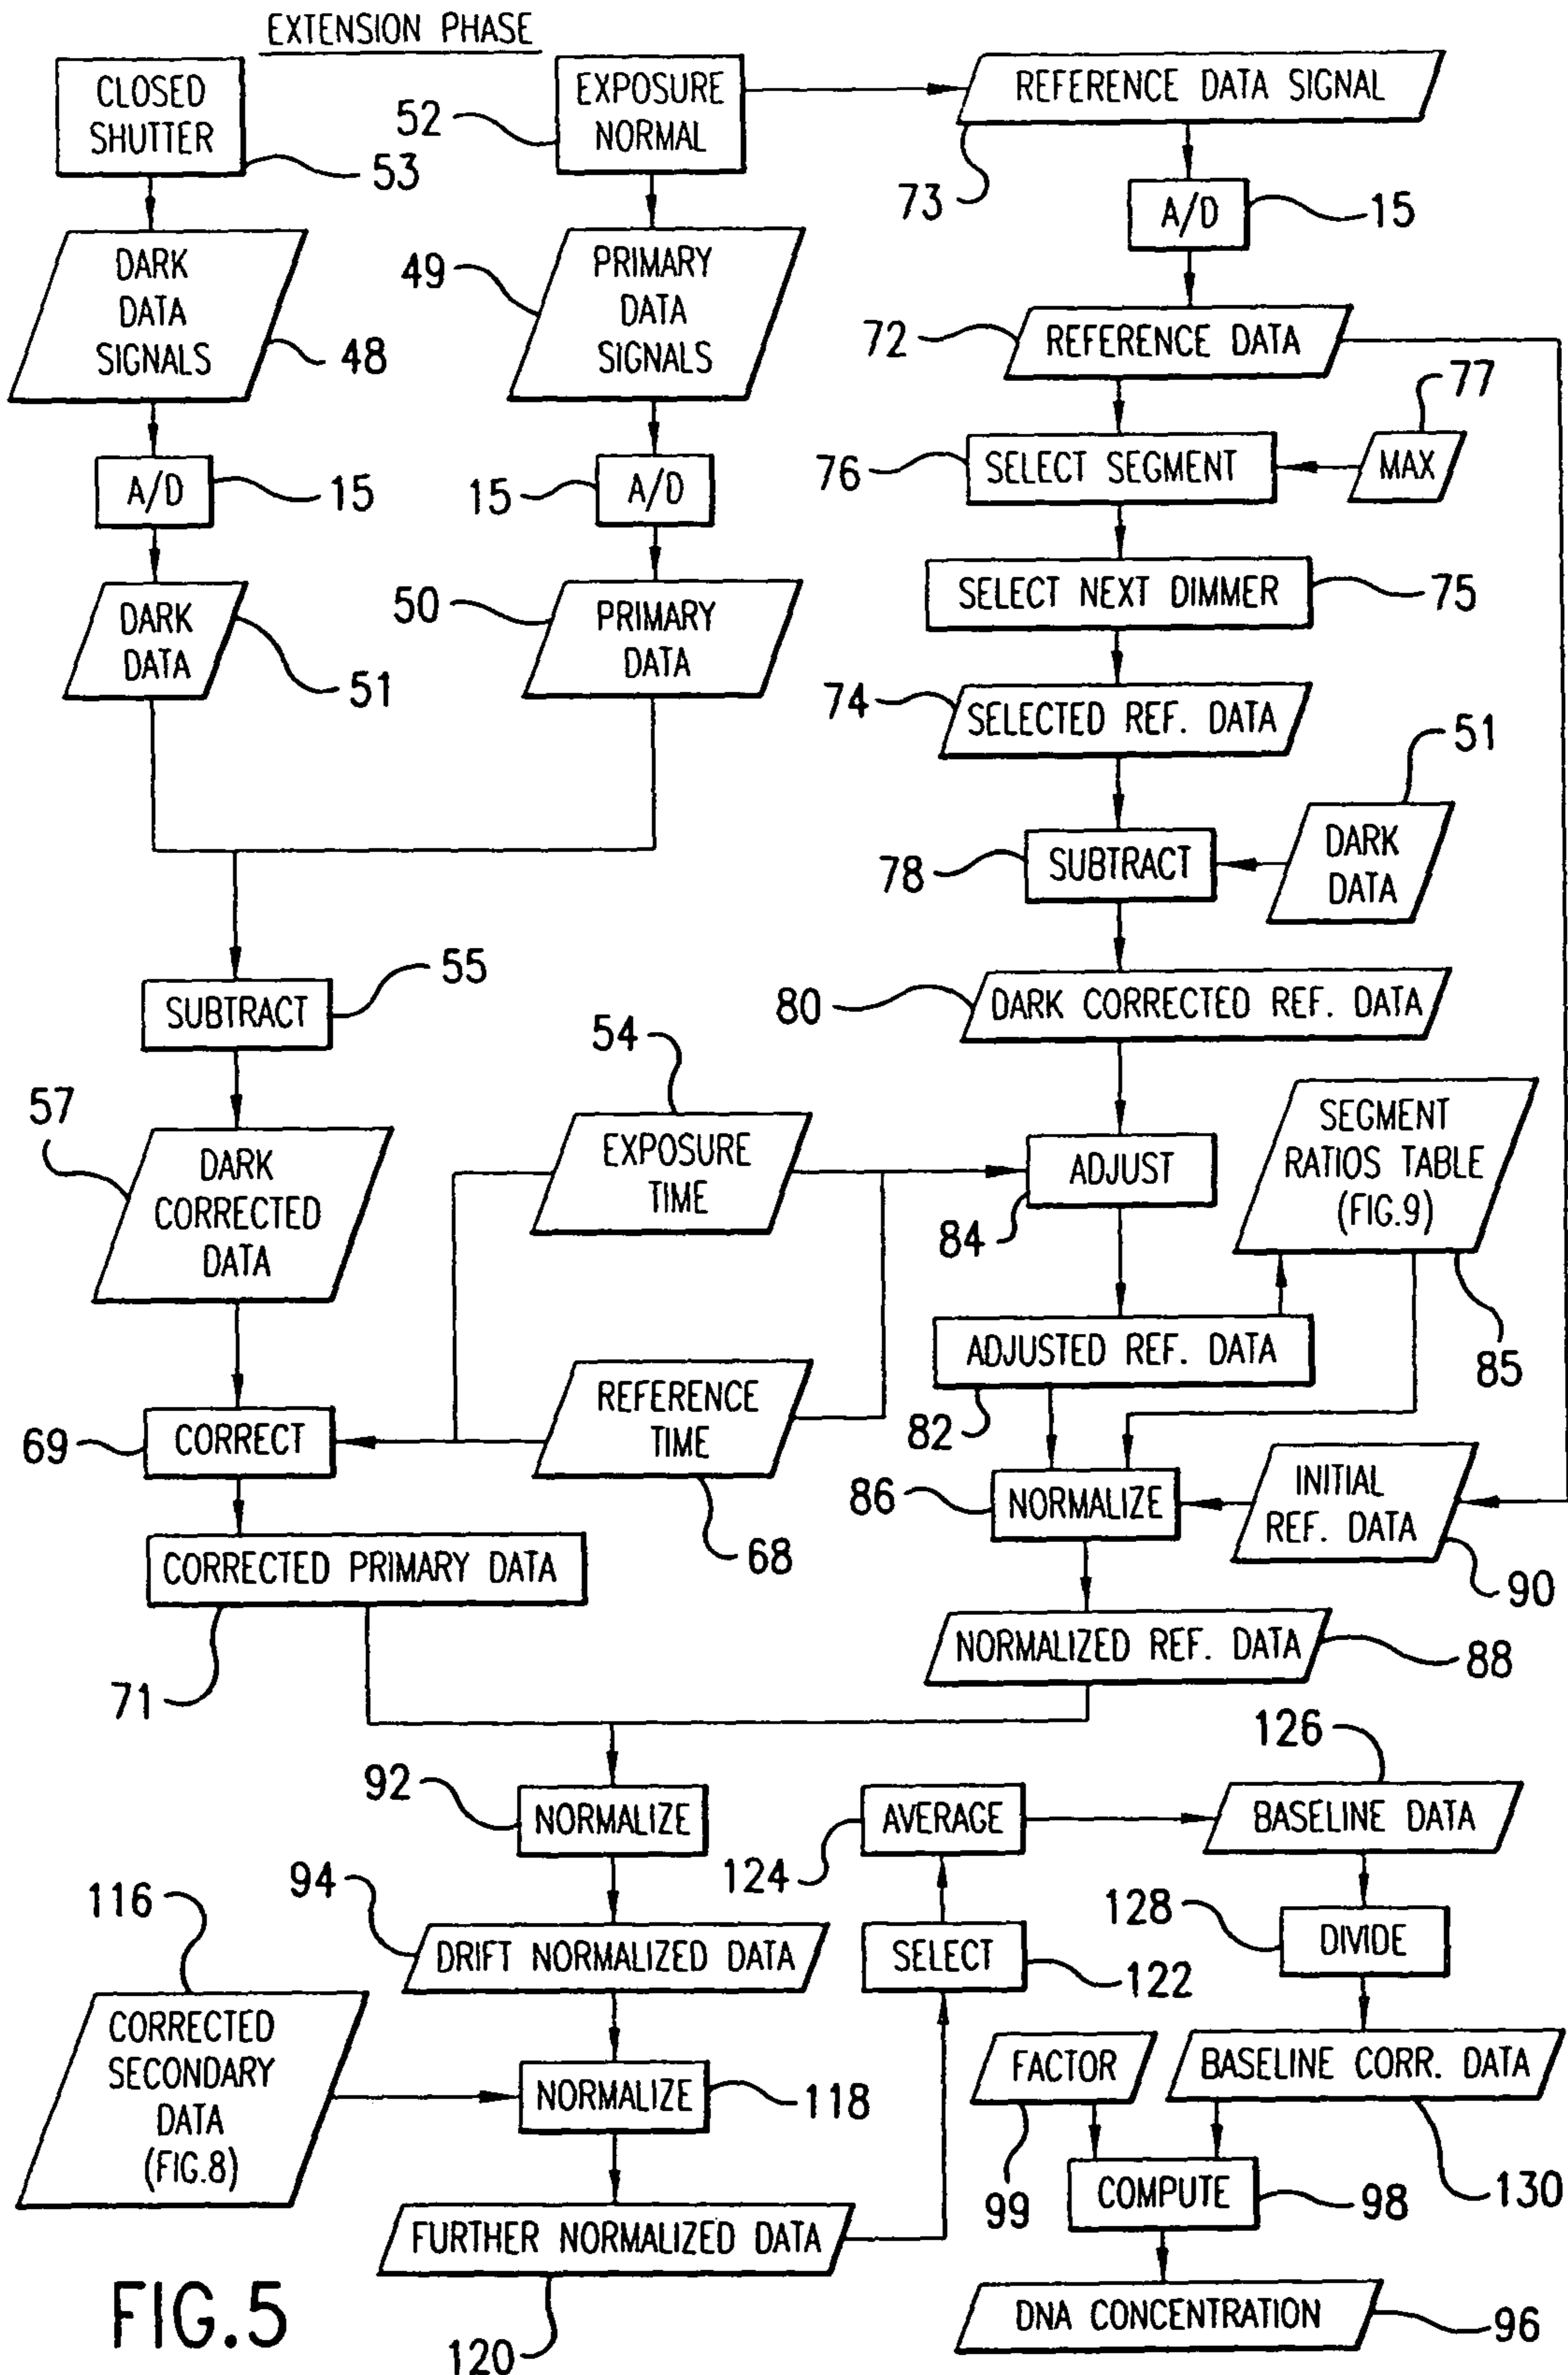 EXTENSION PHASE
CLOSED
SHUTTER
53
EXPOSURE
NORMAL
52
REFERENCE DATA SIGNAL
73
A/D
15
DARK
DATA
SIGNALS
48
PRIMARY
DATA
SIGNALS
49
REFERENCE DATA
72
77
MAX
SELECT SEGMENT
76
A/D
15
A/D
15
SELECT NEXT DIMMER
75
DARK
DATA
51
PRIMARY
DATA
50
SELECTED REF. DATA
74
51
DARK
DATA
SUBTRACT
78
SUBTRACT
55
DARK CORRECTED REF. DATA
80
57
DARK
CORRECTED
DATA
54
EXPOSURE
TIME
ADJUST
84
SEGMENT
RATIOS TABLE
(FIG.9)
85
ADJUSTED REF. DATA
82
REFERENCE
TIME
68
CORRECT
69
NORMALIZE
86
INITIAL
REF. DATA
90
CORRECTED PRIMARY DATA
71
NORMALIZED REF. DATA
88
NORMALIZE
92
AVERAGE
124
126
BASELINE DATA
DRIFT NORMALIZED DATA
94
SELECT
122
DIVIDE
128
116
CORRECTED
SECONDARY
DATA
(FIG.8)
NORMALIZE
118
FACTOR
99
BASELINE CORR. DATA
130
COMPUTE
98
FURTHER NORMALIZED DATA
120
DNA CONCENTRATION
96
FIG.5